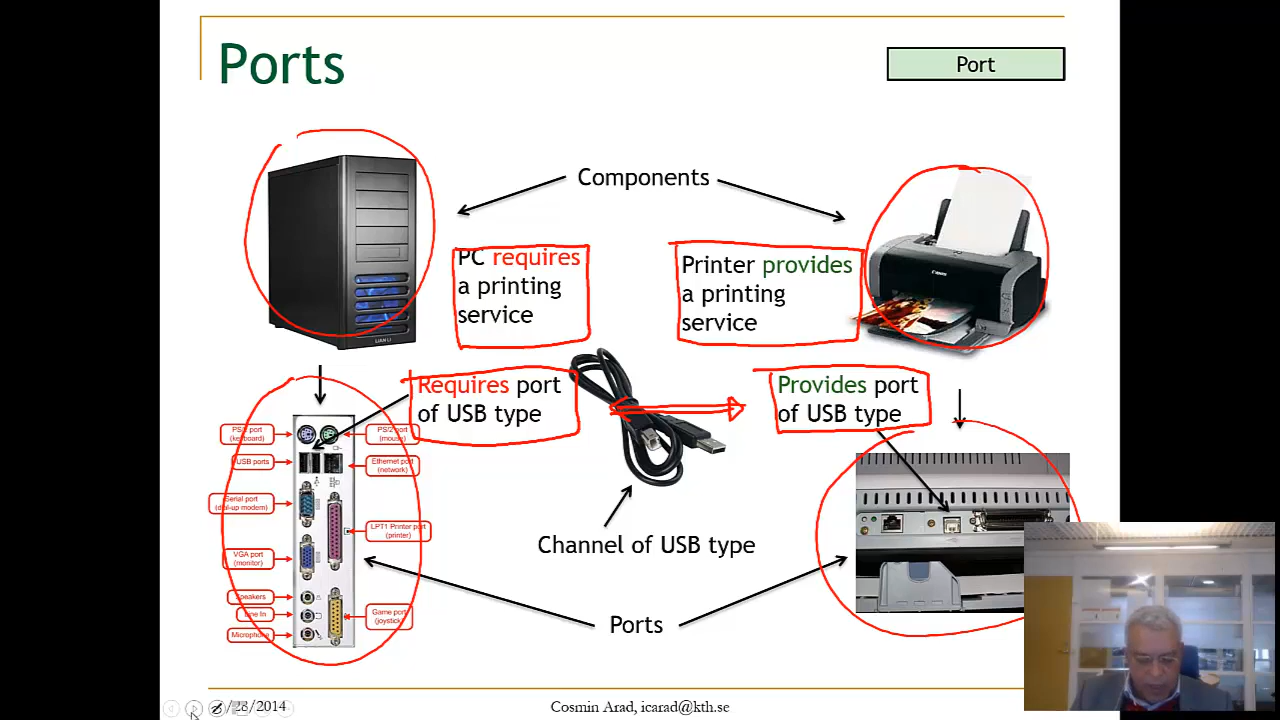 Ports
Port
Components
PC requires
a printing
service
Printer provides
a printing
service
Canon
LIAN LI
Requires port
of USB type
Provides port
of USB type
PS/2 port
(keyboard)
PS/2 port
(mouse)
USB ports
Ethernet port
(network)
Serial port
(dial-up modem)
LPT1 Printer port
(printer)
Channel of USB type
VGA port
(monitor)
Speakers
Line In
Game port
(joystick)
Microphone
Ports
/28/2014
Cosmin Arad, icarad@kth.se